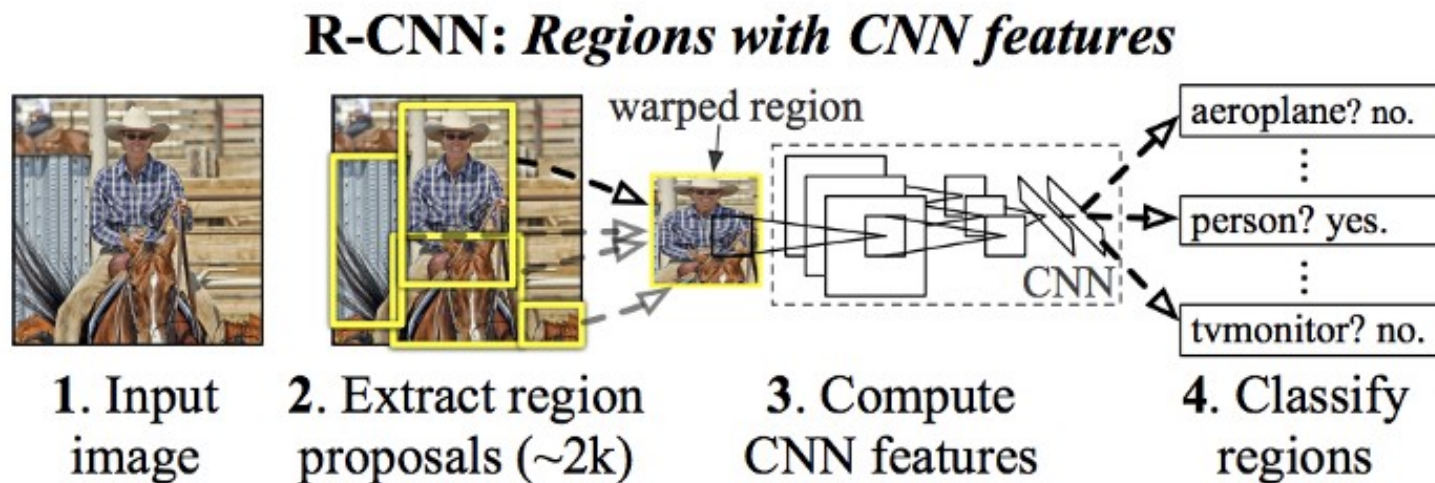 R-CNN: Regions with CNN features
warped region
aeroplane? no.
person? yes.
CNN
tvmonitor? no.
1. Input
image
2. Extract region
proposals (~2k)
3. Compute
CNN features
4. Classify
regions